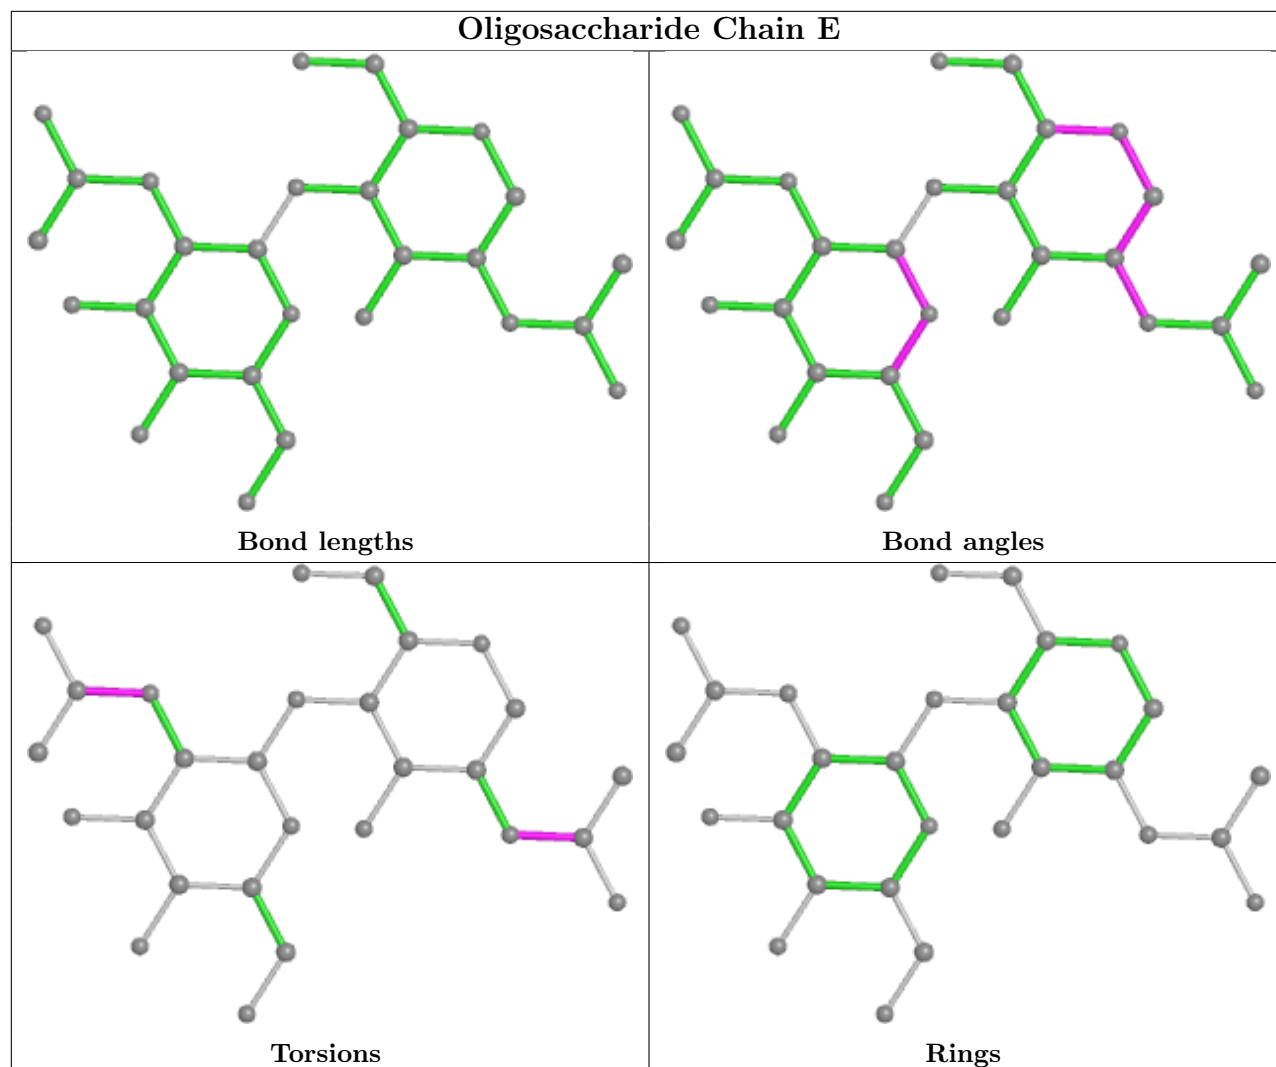 Oligosaccharide Chain E
Bond lengths
Bond angles
Torsions
Rings